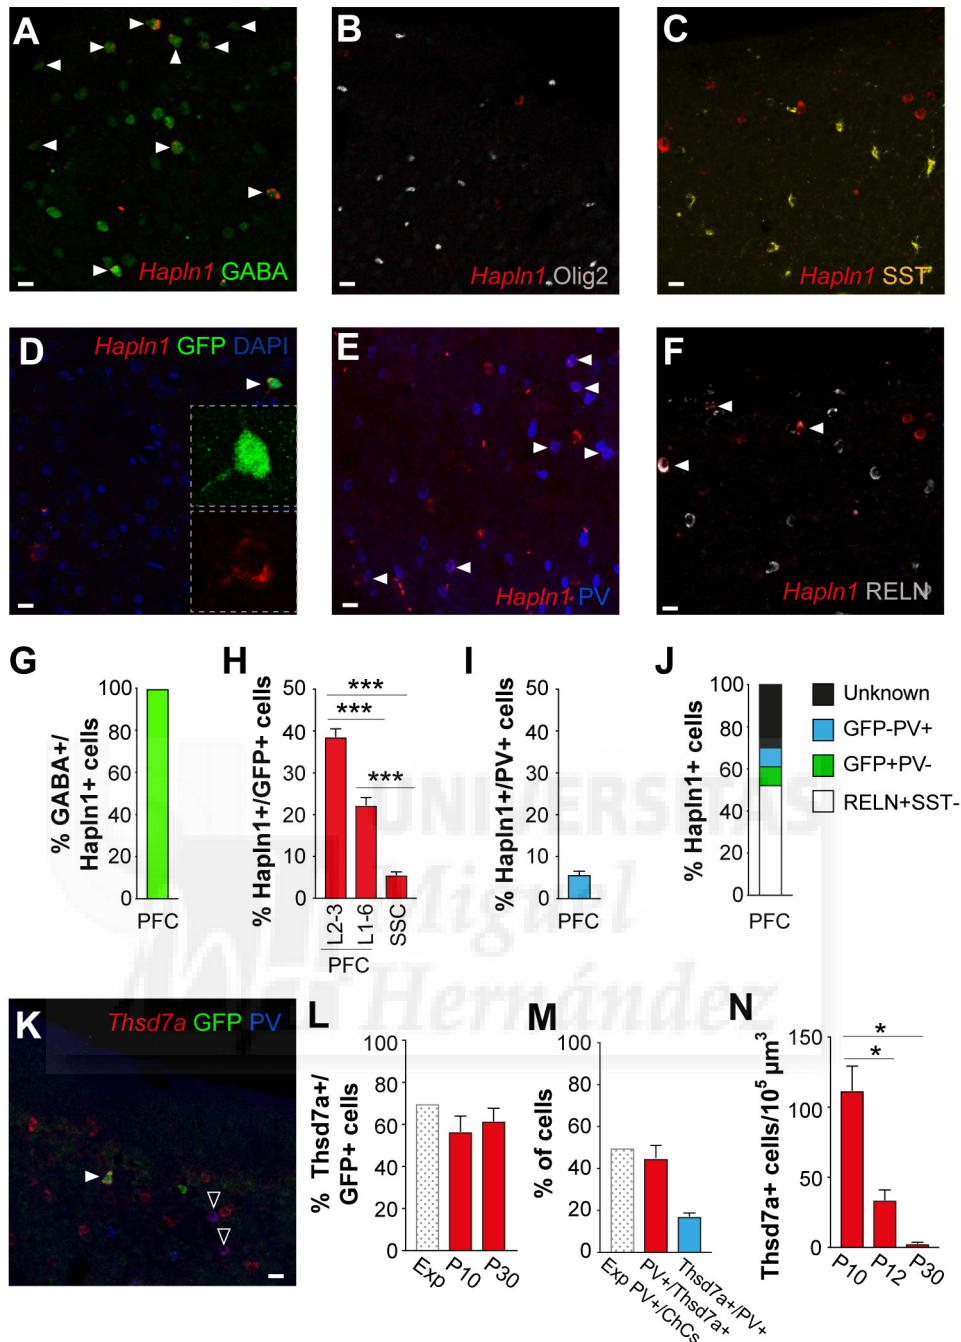 A
Hapln1 GABA
B
Hapln1 Olig2
C
Hapln1 SST
D
Hapln1 GFP DAPI
E
Hapln1 PV
F
Hapln1 RELN
G
% GABA+/
Hapln1+ cells
100
80
60
40
20
0
PFC
H
% Hapln1+/GFP+ cells
50
40
30
20
10
0
***
***
***
L2-3
L1-6
SSC
PFC
I
% Hapln1+/PV+ cells
50
40
30
20
10
0
PFC
J
% Hapln1+ cells
100
80
60
40
20
0
PFC
Unknown
GFP-PV+
GFP+PV-
RELN+SST-
UNIVERSITAS
Miguel
Hernández
K
Thsd7a GFP PV
L
% Thsd7a+/
GFP+ cells
100
80
60
40
20
0
Exp
P10
P30
M
% of cells
100
80
60
40
20
0
Exp PV+/ChCs
PV+/Thsd7a+
Thsd7a+/PV+
N
Thsd7a+ cells/10⁵ µm³
150
100
50
0
*
*
P10
P12
P30